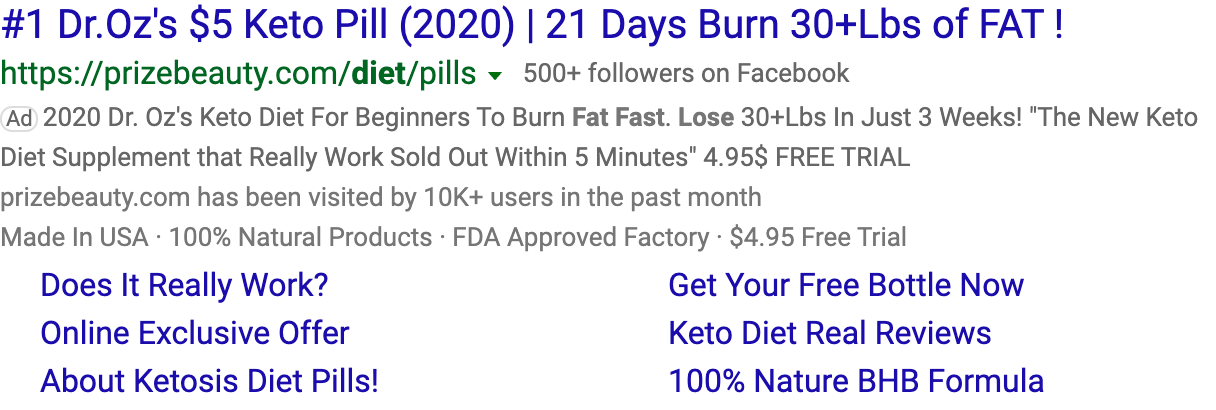 #1 Dr.Oz's $5 Keto Pill (2020) | 21 Days Burn 30+Lbs of FAT !
https://prizebeauty.com/diet/pills 500+ followers on Facebook
Ad 2020 Dr. Oz's Keto Diet For Beginners To Burn Fat Fast. Lose 30+Lbs In Just 3 Weeks! "The New Keto
Diet Supplement that Really Work Sold Out Within 5 Minutes" 4.95$ FREE TRIAL
prizebeauty.com has been visited by 10K+ users in the past month
Made In USA · 100% Natural Products · FDA Approved Factory · $4.95 Free Trial
Does It Really Work? Get Your Free Bottle Now
Online Exclusive Offer Keto Diet Real Reviews
About Ketosis Diet Pills! 100% Nature BHB Formula